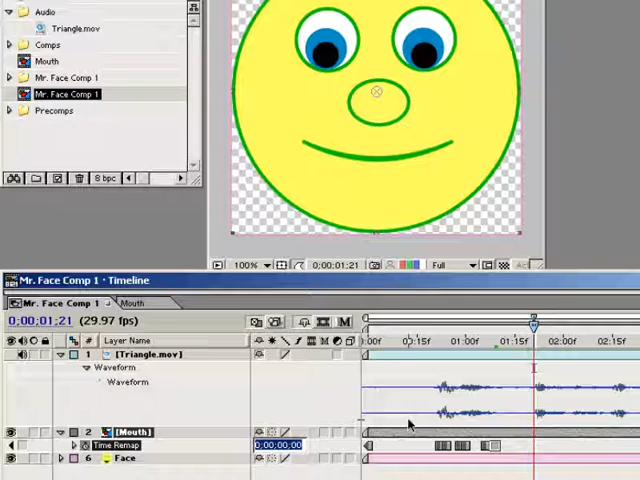 Audio
Triangle.mov
Comps
Mouth
Mr. Face Comp 1
Mr. Face Comp 1
Precomps
8 bpc
100% 0;00;01;21 Full
Mr. Face Comp 1 · Timeline
Mr. Face Comp 1 Mouth
0;00;01;21 (29.97 fps)
# Layer Name
:00f 00:15f 01:00f 01:15f 02:00f 02:15f
1 [Triangle.mov]
Waveform
Waveform
2 [Mouth]
Time Remap 0;00;00;00
6 Face